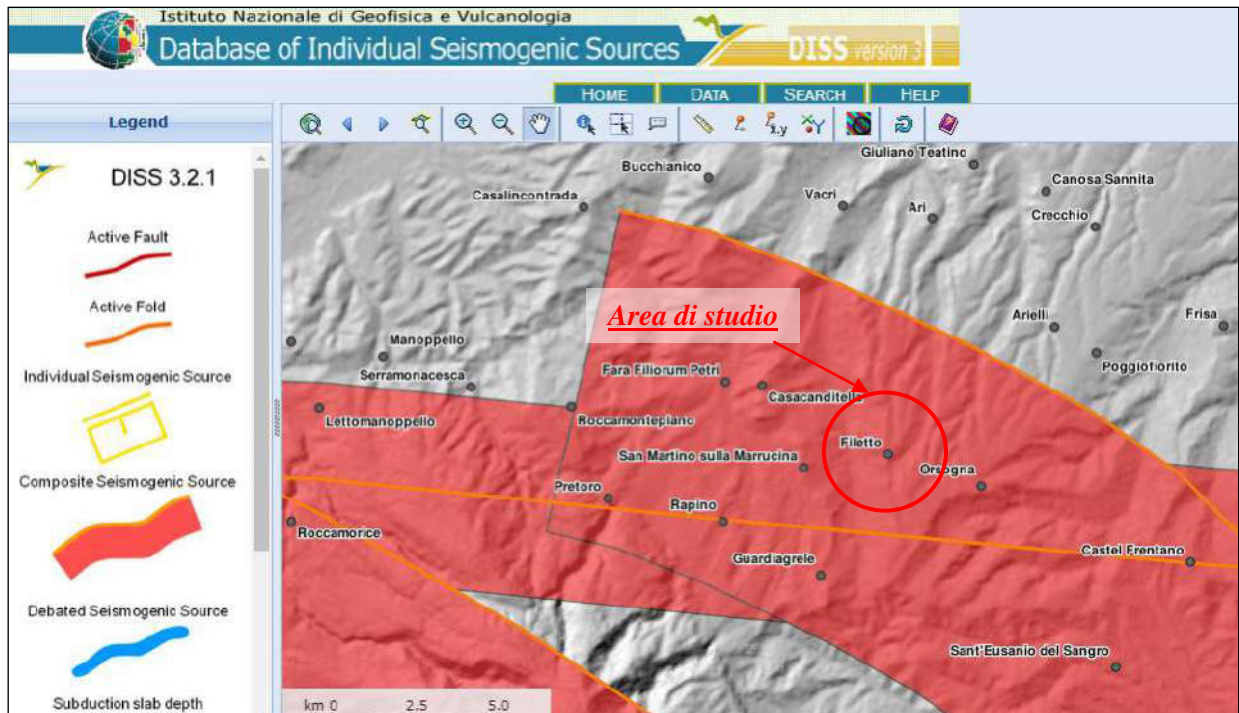 Istituto Nazionale di Geofisica e Vulcanologia
Database of Individual Seismogenic Sources
DISS version 3
HOME DATA SEARCH HELP
Legend
DISS 3.2.1
Active Fault
Active Fold
Individual Seismogenic Source
Composite Seismogenic Source
Debated Seismogenic Source
Subduction slab depth
Giuliano Teatino
Bucchianico
Canosa Sannita
Casalincontrada
Vacri
Ari
Crecchio
Area di studio
Arielli
Frisa
Manoppello
Poggiofiorito
Serramonacesca
Fara Filiorum Petri
Casacanditella
Lettomanoppello
Roccamontepiano
Filetto
San Martino sulla Marrucina
Orsogna
Pretoro
Rapino
Roccamorice
Castel Frentano
Guardiagrele
Sant'Eusanio del Sangro
km 0 2.5 5.0
x,y